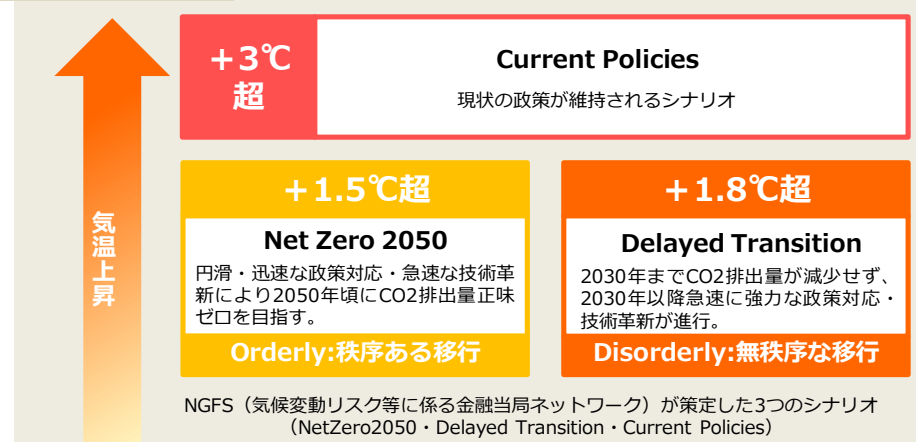 +3℃
超
Current Policies
現状の政策が維持されるシナリオ
気温上昇
+1.5℃超
Net Zero 2050
円滑・迅速な政策対応・急速な技術革
新により2050年頃にCO2排出量正味
ゼロを目指す。
Orderly:秩序ある移行
+1.8℃超
Delayed Transition
2030年までCO2排出量が減少せず、
2030年以降急速に強力な政策対応・
技術革新が進行。
Disorderly:無秩序な移行
NGFS（気候変動リスク等に係る金融当局ネットワーク）が策定した3つのシナリオ
（NetZero2050・Delayed Transition・Current Policies）